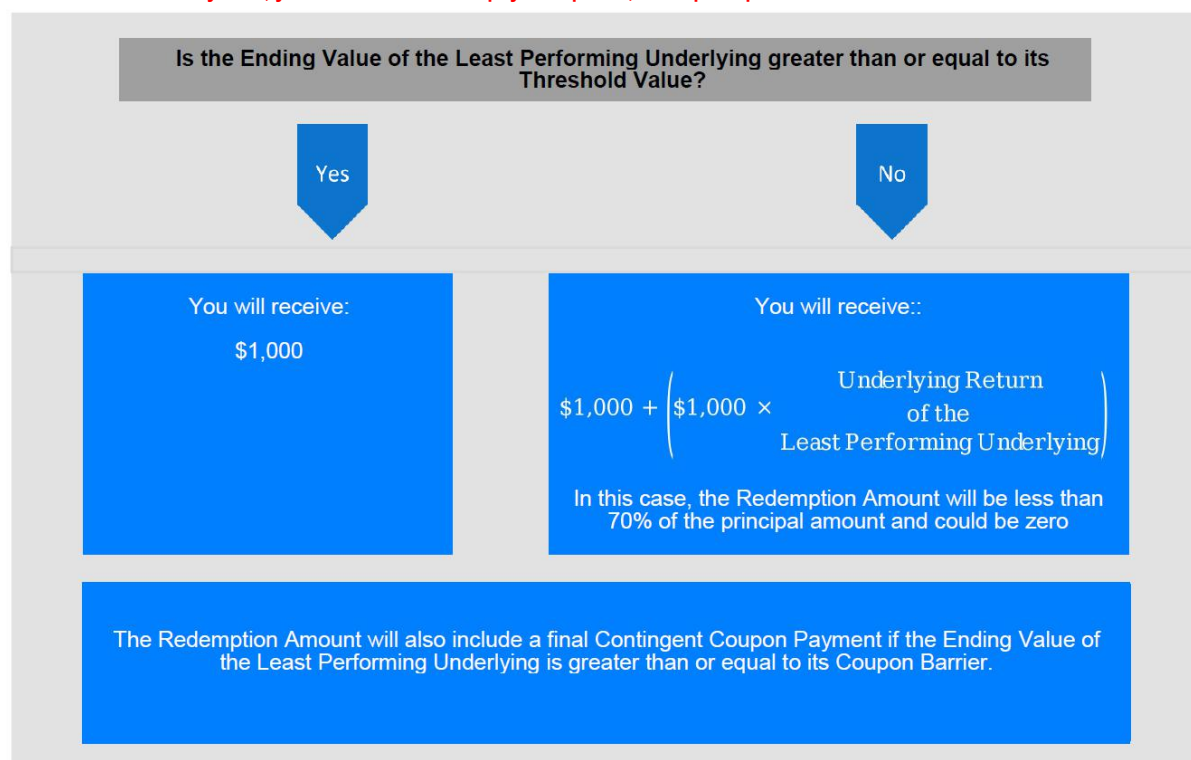 Is the Ending Value of the Least Performing Underlying greater than or equal to its
Threshold Value?
Yes
No
You will receive:
$1,000
You will receive::
$1,000 + ($1,000 × Underlying Return
of the
Least Performing Underlying)
In this case, the Redemption Amount will be less than
70% of the principal amount and could be zero
The Redemption Amount will also include a final Contingent Coupon Payment if the Ending Value of
the Least Performing Underlying is greater than or equal to its Coupon Barrier.